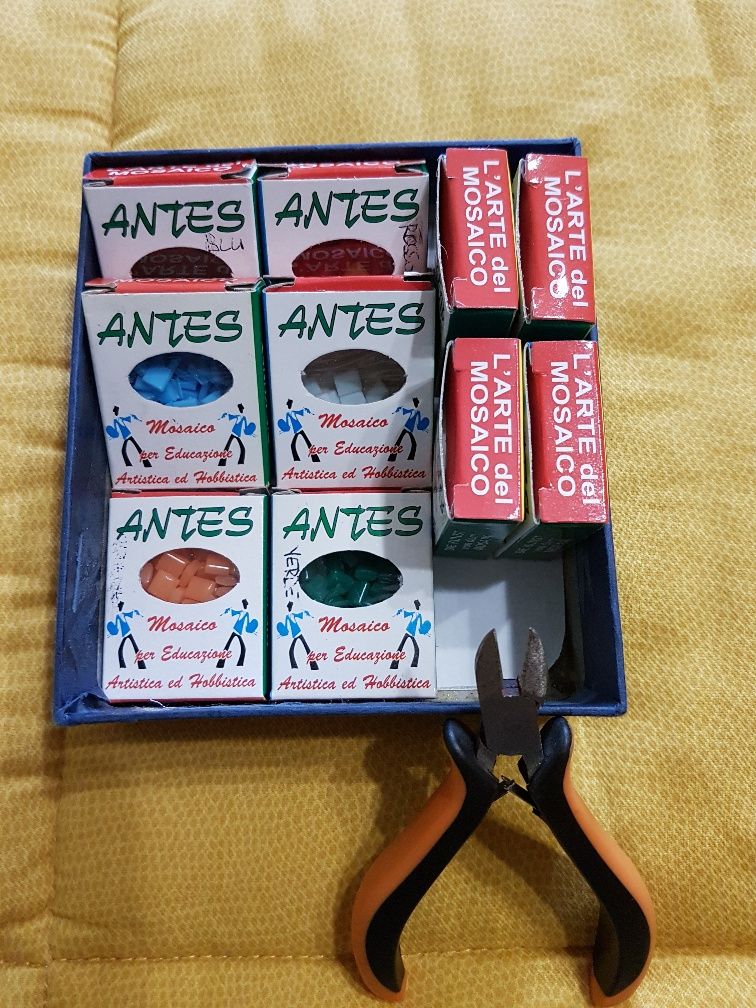 MOSAICO
ANTES
BLU
ANTES
ANTES
Mosaico
per Educazione
Artistica ed Hobbistica
ANTES
Mosaico
per Educazione
Artistica ed Hobbistica
ANTES
Mosaico
per Educazione
Artistica ed Hobbistica
ANTES
VERDE
Mosaico
per Educazione
Artistica ed Hobbistica
L'ARTE del
MOSAICO
L'ARTE del
MOSAICO
L'ARTE del
MOSAICO
L'ARTE del
MOSAICO